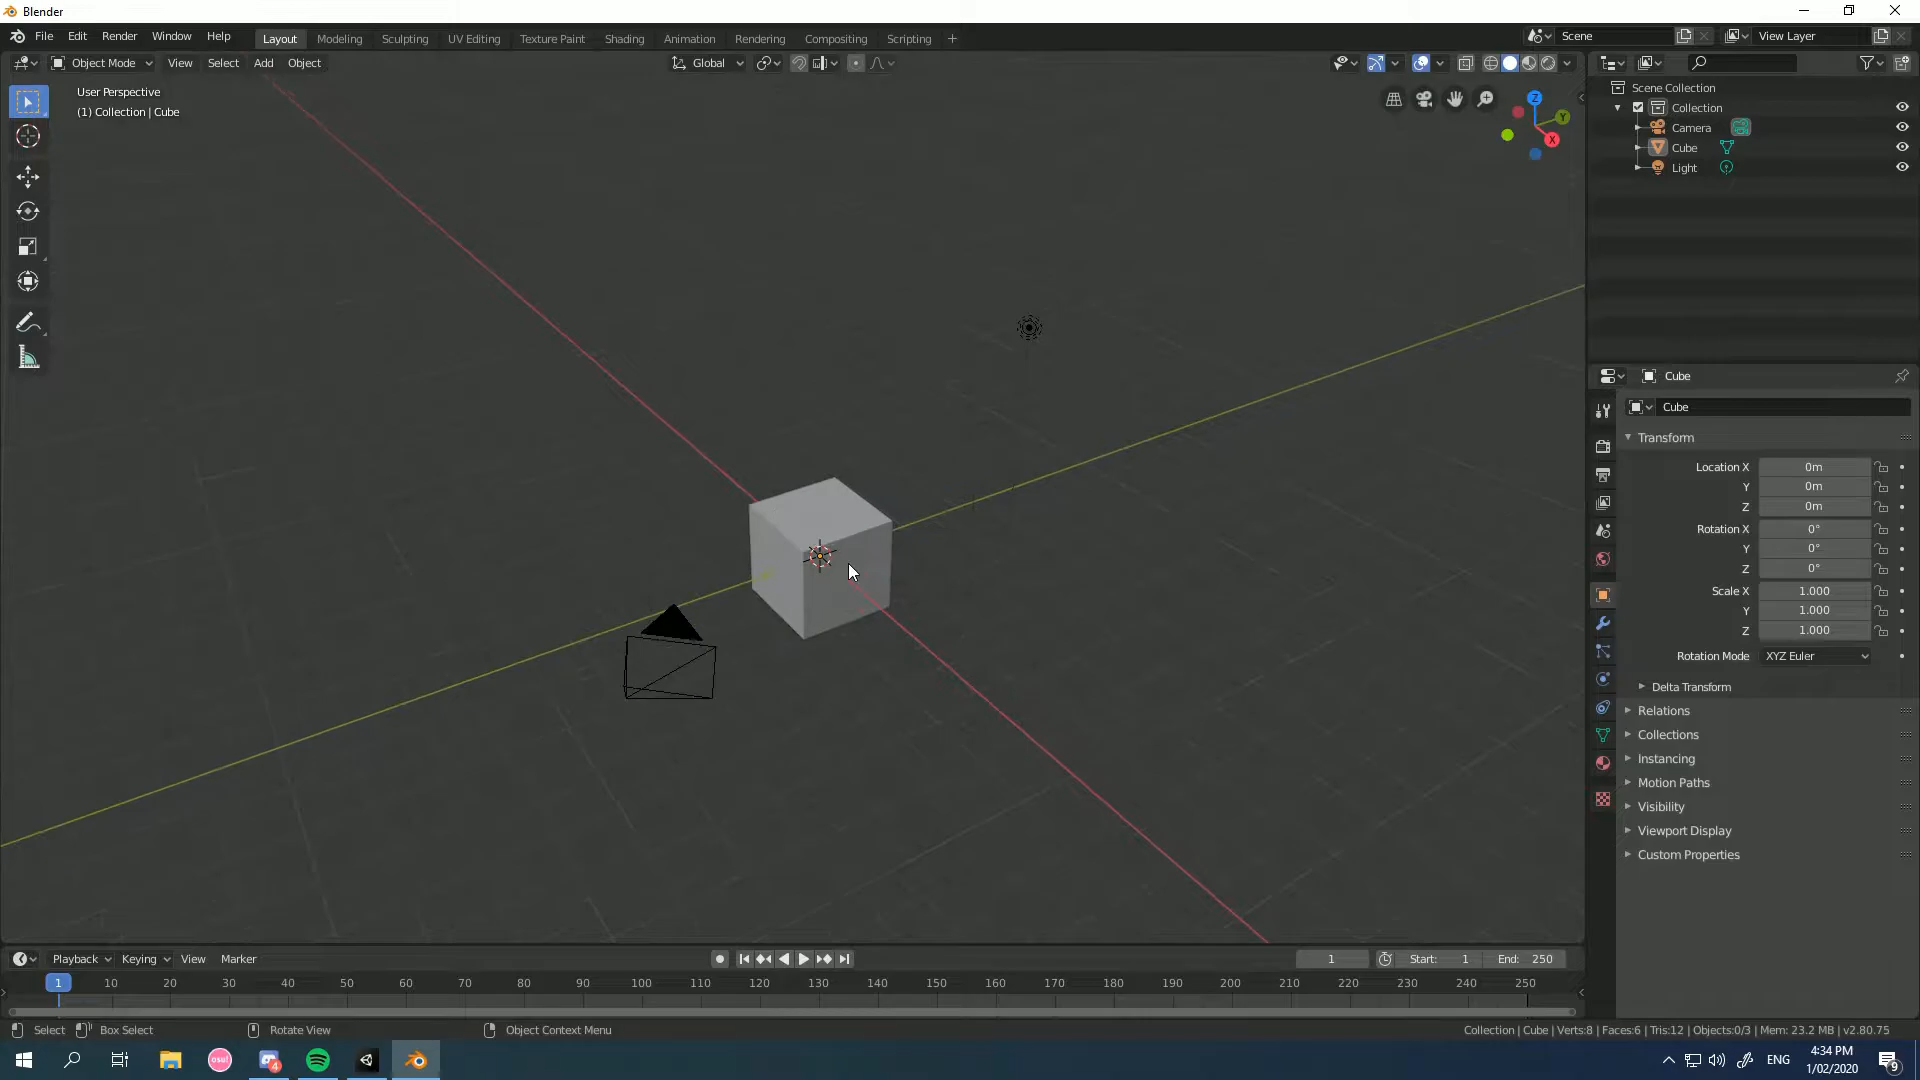 Blender
File Edit Render Window Help Layout Modeling Sculpting UV Editing Texture Paint Shading Animation Rendering Compositing Scripting + Scene View Layer
Object Mode View Select Add Object Global
User Perspective
(1) Collection | Cube
Z
Y
X
Scene Collection
Collection
Camera
Cube
Light
Cube
Cube
Transform
Location X 0m
Y 0m
Z 0m
Rotation X 0°
Y 0°
Z 0°
Scale X 1.000
Y 1.000
Z 1.000
Rotation Mode XYZ Euler
Delta Transform
Relations
Collections
Instancing
Motion Paths
Visibility
Viewport Display
Custom Properties
Playback Keying View Marker 1 Start: 1 End: 250
1 10 20 30 40 50 60 70 80 90 100 110 120 130 140 150 160 170 180 190 200 210 220 230 240 250
Select Box Select Rotate View Object Context Menu Collection | Cube | Verts:8 | Faces:6 | Tris:12 | Objects:0/3 | Mem: 23.2 MB | v2.80.75
osu! 4 ENG 4:34 PM 9
1/02/2020